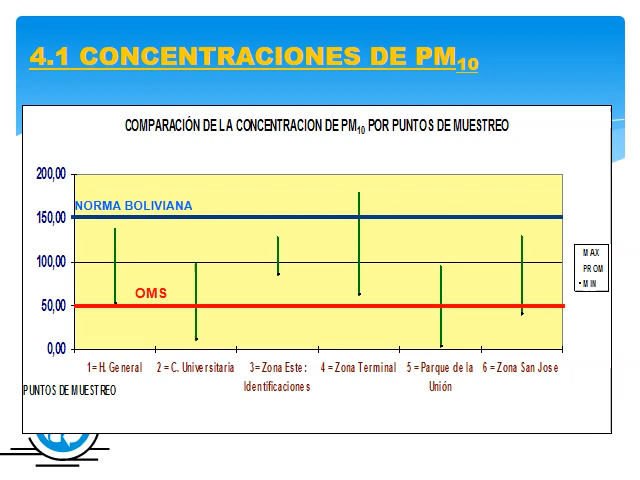 4.1 CONCENTRACIONES DE PM10
COMPARACIÓN DE LA CONCENTRACION DE PM10 POR PUNTOS DE MUESTREO
200,00
NORMA BOLIVIANA
150,00
100,00
OMS
50,00
0,00
MAX
PROM
MIN
1 = H. General
2 = C. Universitaria
3 = Zona Este:
Identificaciones
4 = Zona Terminal
5 = Parque de la
Unión
6 = Zona San Jose
PUNTOS DE MUESTREO